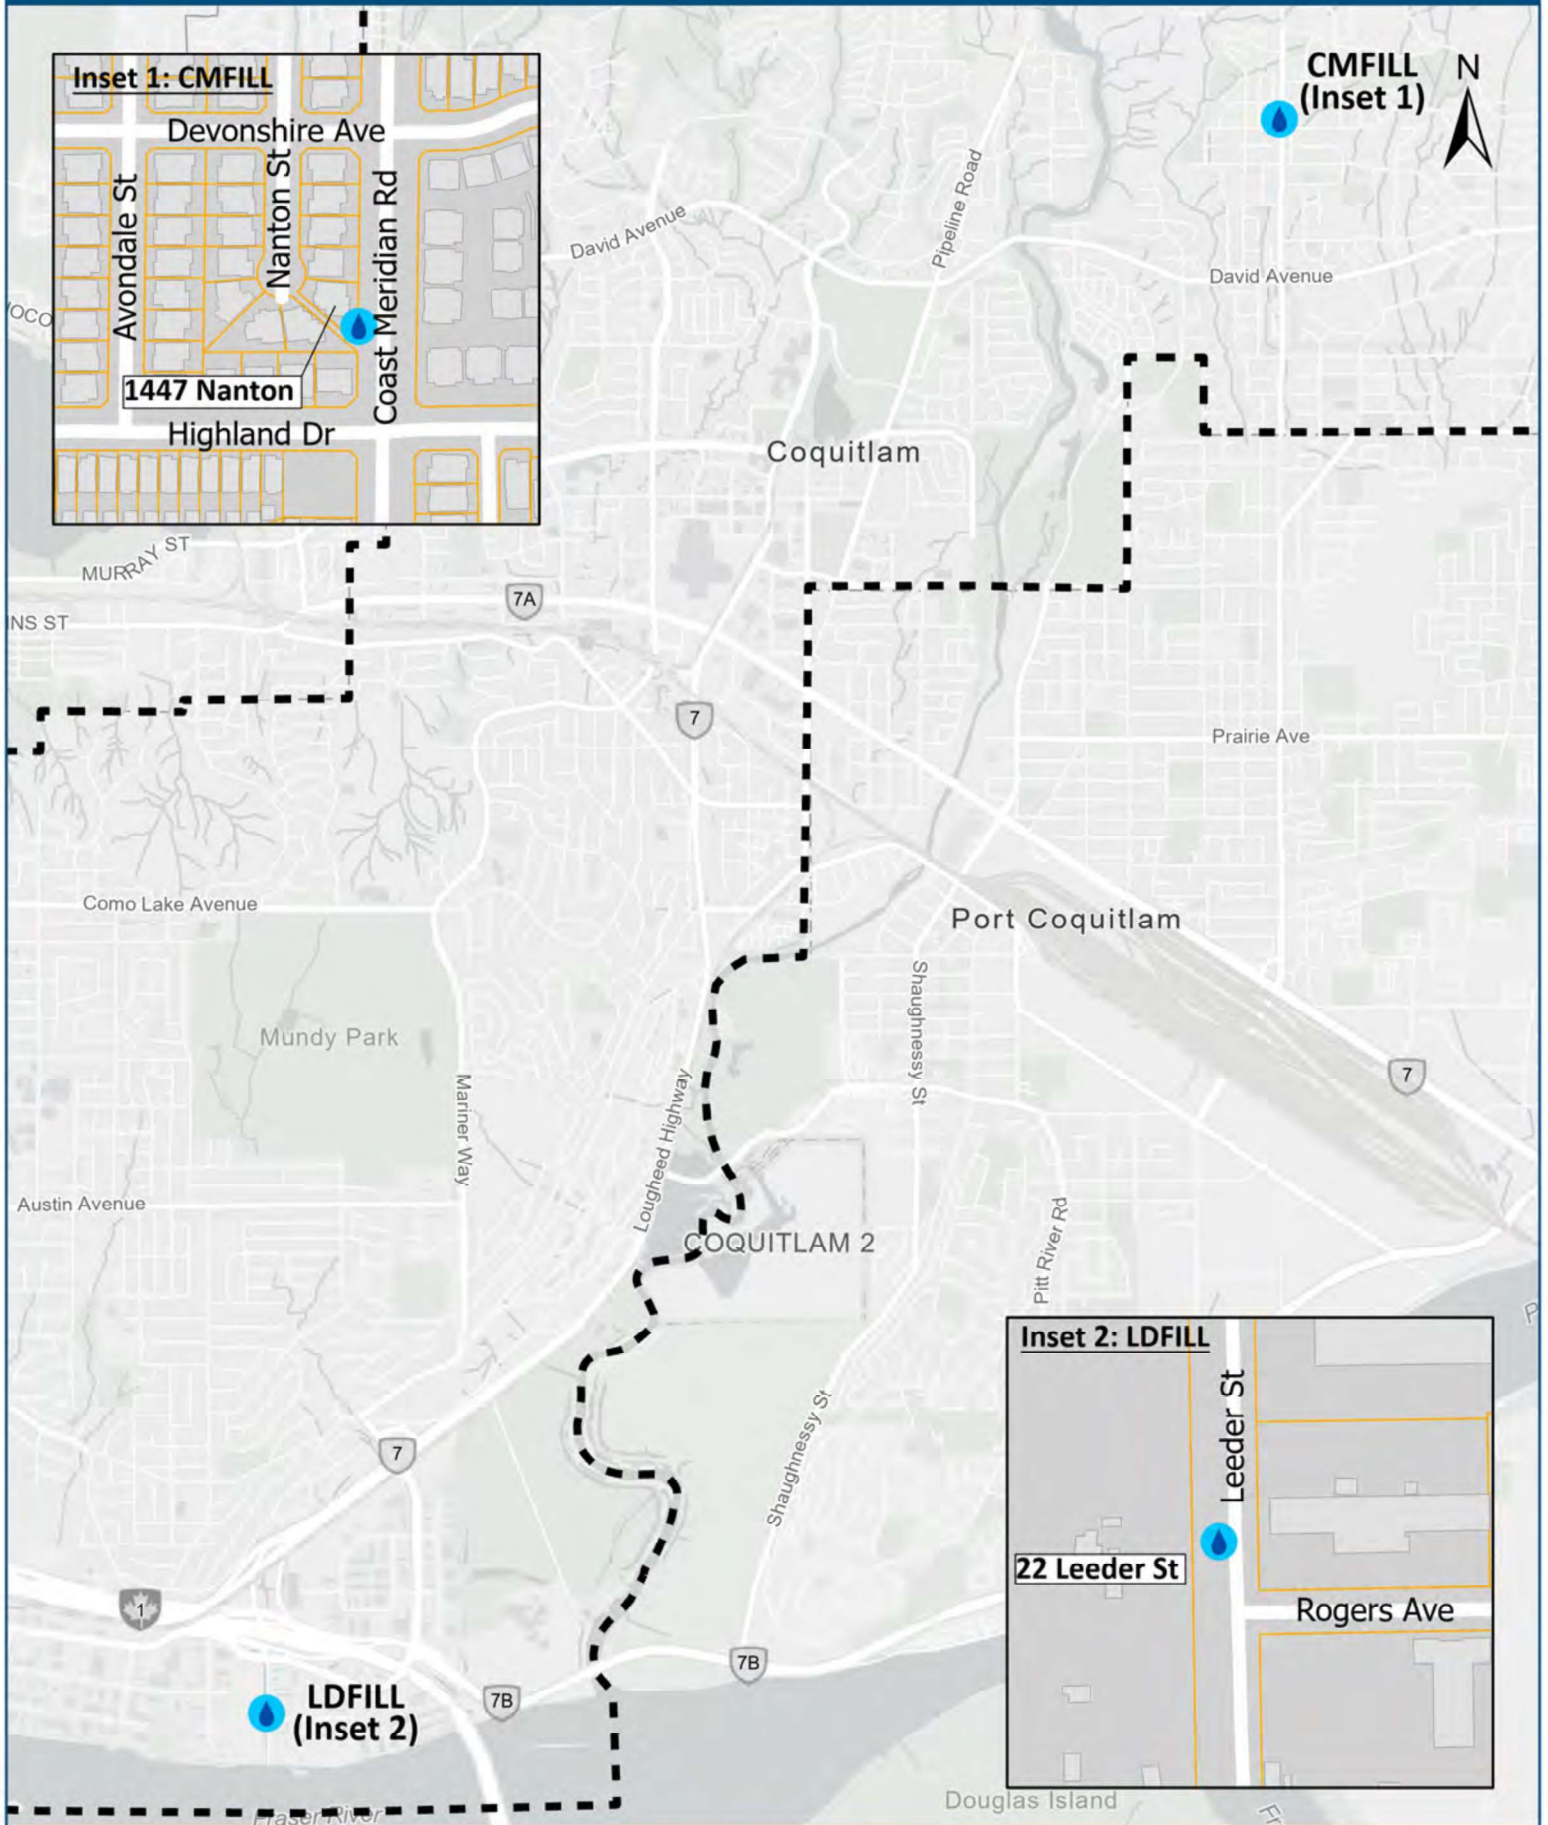 Inset 1: CMFILL
Devonshire Ave
Avondale St
Nanton St
Coast Meridian Rd
1447 Nanton
Highland Dr
CMFILL
(Inset 1)
N
David Avenue
Pipeline Road
David Avenue
Coquitlam
MURRAY ST
7A
NS ST
7
Prairie Ave
Como Lake Avenue
Port Coquitlam
Shaughnessy St
Mundy Park
Mariner Way
Lougheed Highway
7
Austin Avenue
COQUITLAM 2
Pitt River Rd
Inset 2: LDFILL
Leeder St
22 Leeder St
Rogers Ave
Shaughnessy St
7
1
7B
7B
LDFILL
(Inset 2)
Fraser River
Douglas Island
Fr